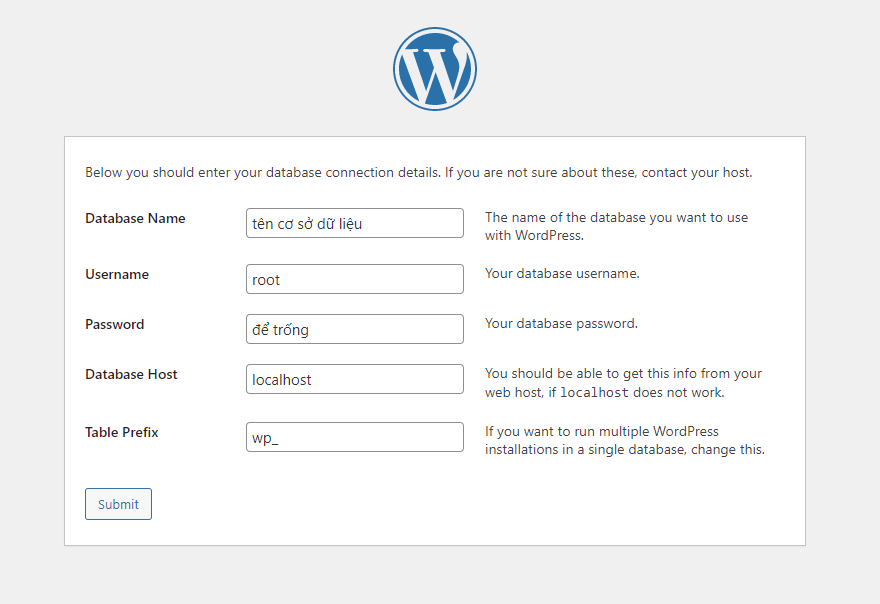 Below you should enter your database connection details. If you are not sure about these, contact your host.
Database Name
tên cơ sở dữ liệu
The name of the database you want to use
with WordPress.
Username
root
Your database username.
Password
để trống
Your database password.
Database Host
localhost
You should be able to get this info from your
web host, if localhost does not work.
Table Prefix
wp_
If you want to run multiple WordPress
installations in a single database, change this.
Submit